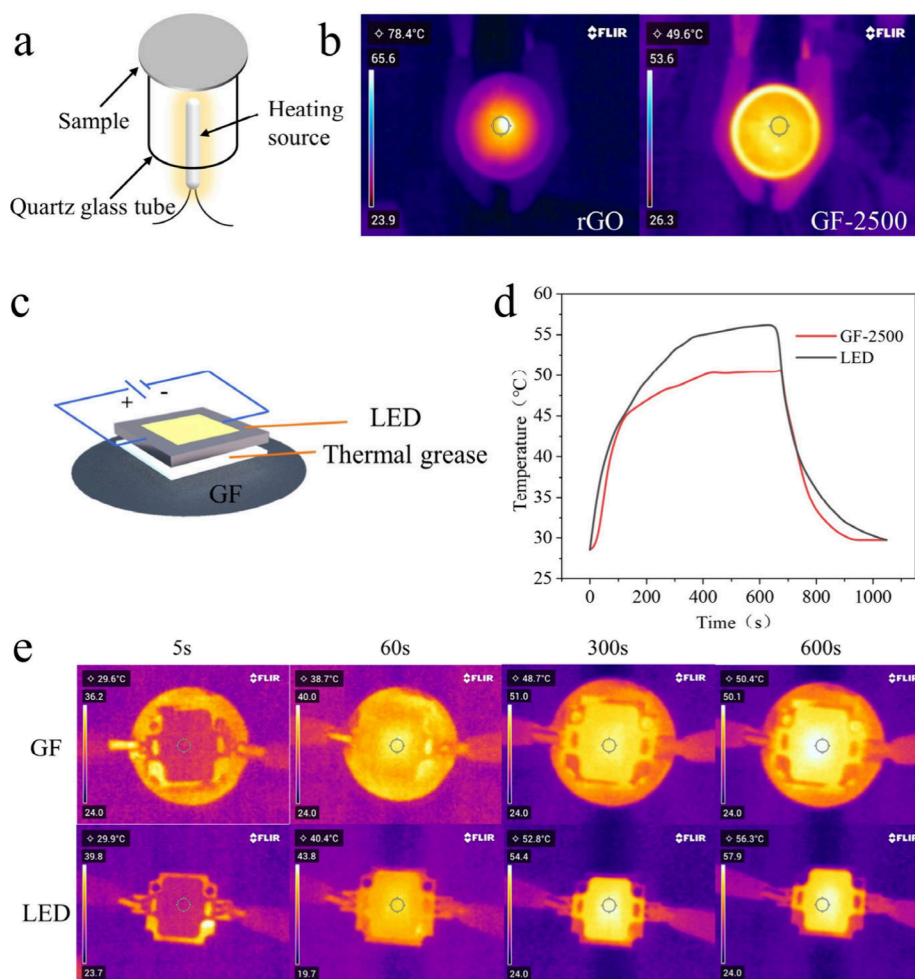 a
Sample
Heating
source
Quartz glass tube
b
78.4°C
FLIR
65.6
23.9
rGO
49.6°C
FLIR
53.6
26.3
GF-2500
c
+
-
LED
Thermal grease
GF
d
60
55
50
45
40
35
30
25
Temperature (℃)
0
200
400
600
800
1000
Time (s)
GF-2500
LED
e
5s
60s
300s
600s
GF
29.6°C
FLIR
36.2
24.0
38.7°C
FLIR
40.0
24.0
48.7°C
FLIR
51.0
24.0
50.4°C
FLIR
50.1
24.0
LED
29.9°C
FLIR
39.8
23.7
40.4°C
FLIR
43.8
19.7
52.8°C
FLIR
54.4
24.0
56.3°C
FLIR
57.9
24.0